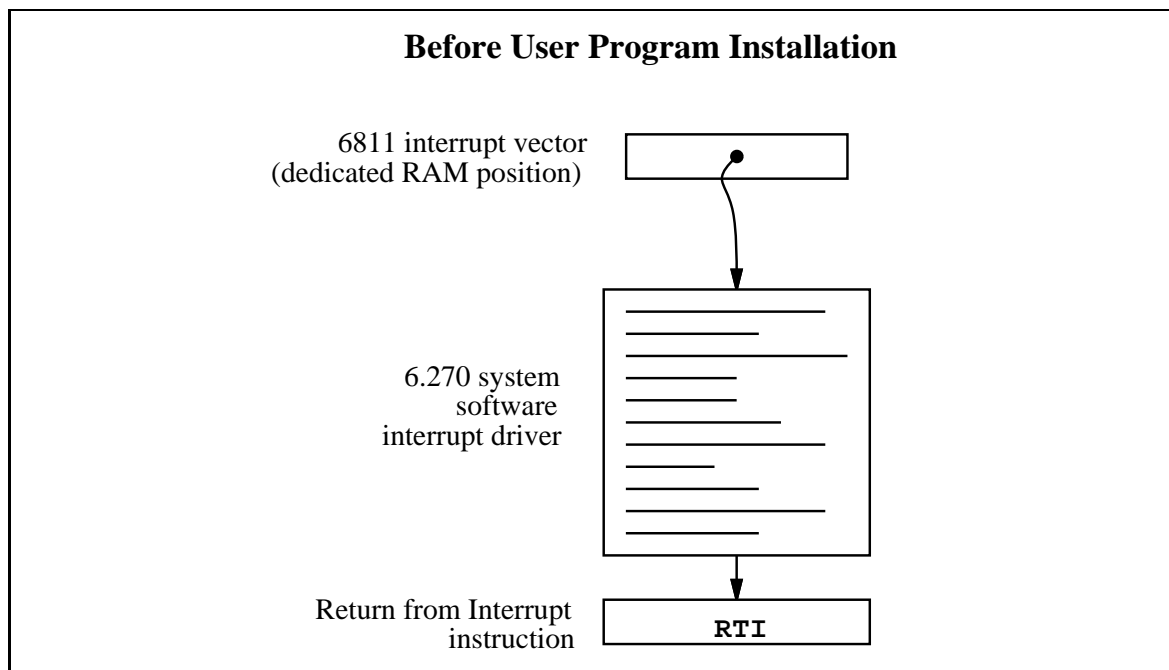 Before User Program Installation
6811 interrupt vector
(dedicated RAM position)
6.270 system
software
interrupt driver
Return from Interrupt
instruction
RTI